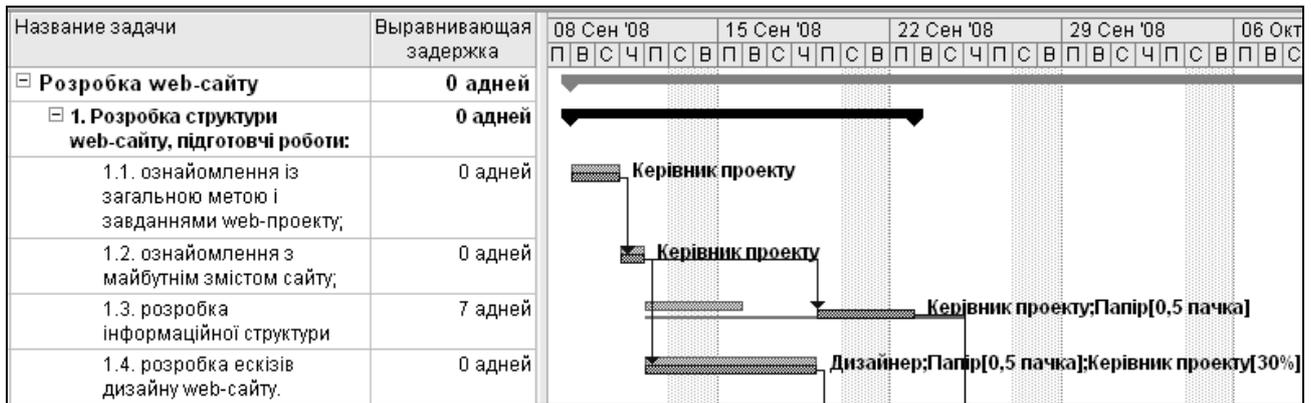 Название задачи
Выравнивающая
задержка
08 Сен '08
15 Сен '08
22 Сен '08
29 Сен '08
06 Окт
П В С Ч П С В П В С Ч П С В П В С Ч П С В П В С Ч П С В П В С
Розробка web-сайту
0 адней
1. Розробка структури
web-сайту, підготовчі роботи:
0 адней
1.1. ознайомлення із
загальною метою і
завданнями web-проекту;
0 адней
Керівник проекту
1.2. ознайомлення з
майбутнім змістом сайту;
0 адней
Керівник проекту
1.3. розробка
інформаційної структури
7 адней
Керівник проекту;Папір[0,5 пачка]
1.4. розробка ескізів
дизайну web-сайту.
0 адней
Дизайнер;Папір[0,5 пачка];Керівник проекту[30%]